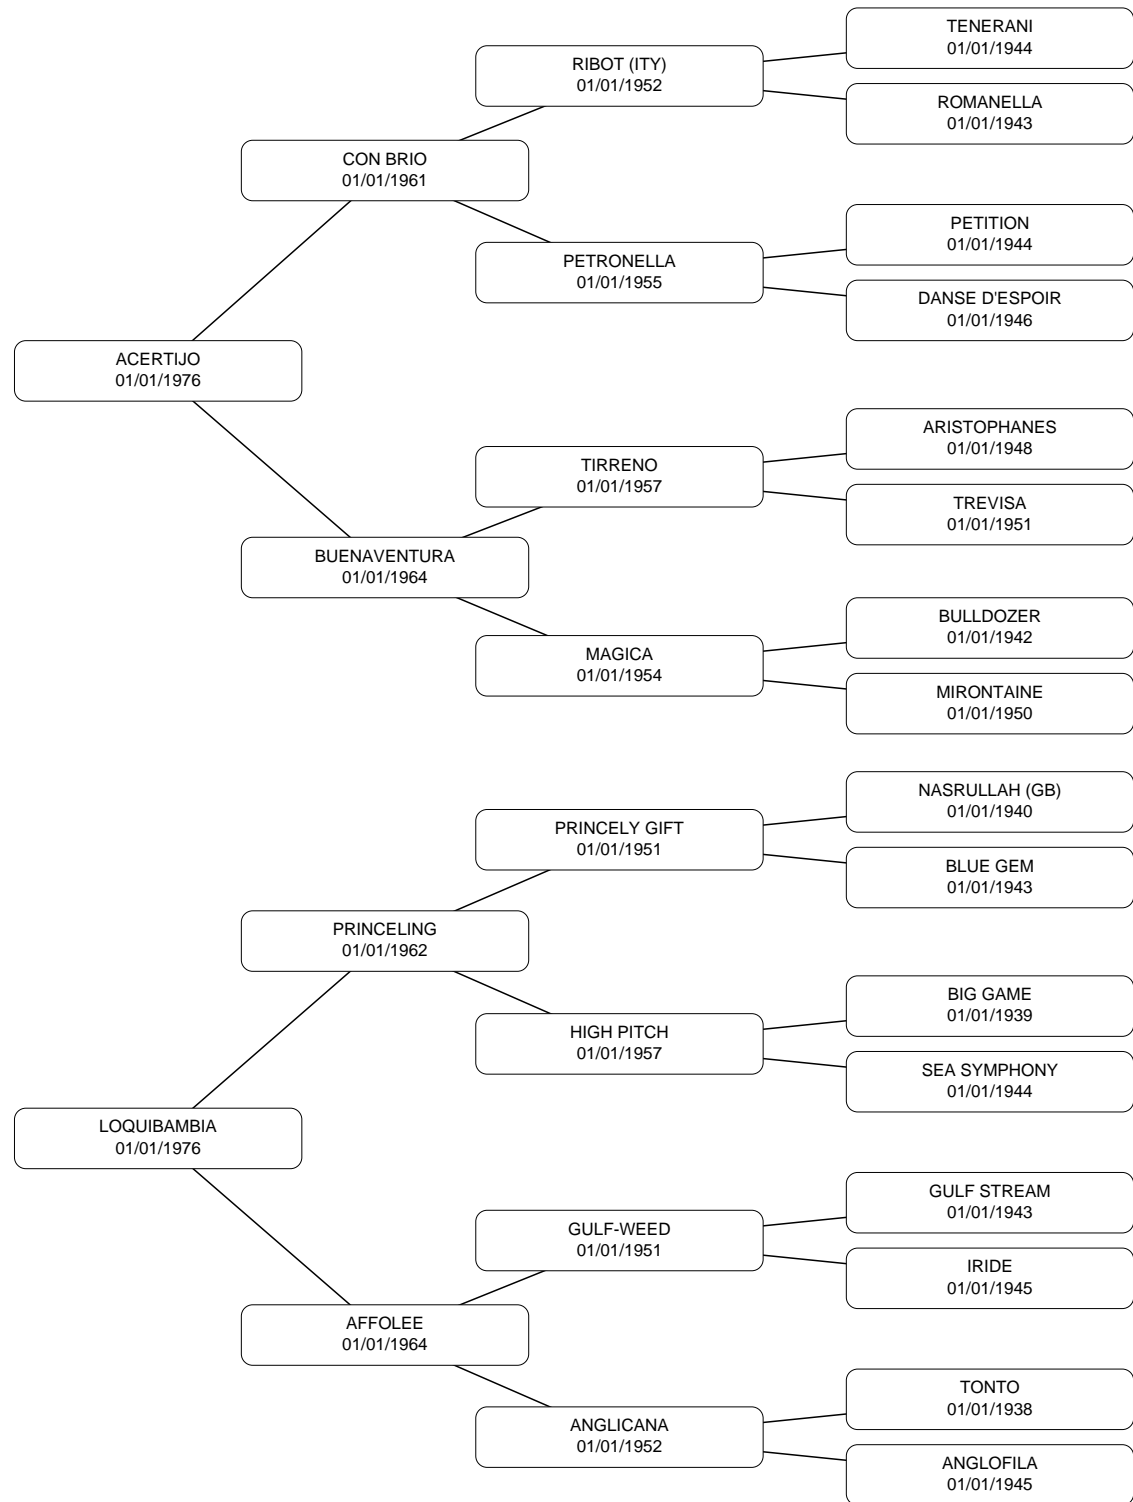 TENERANI
01/01/1944
RIBOT (ITY)
01/01/1952
ROMANELLA
01/01/1943
CON BRIO
01/01/1961
PETITION
01/01/1944
PETRONELLA
01/01/1955
DANSE D'ESPOIR
01/01/1946
ACERTIJO
01/01/1976
ARISTOPHANES
01/01/1948
TIRRENO
01/01/1957
TREVISA
01/01/1951
BUENAVENTURA
01/01/1964
BULLDOZER
01/01/1942
MAGICA
01/01/1954
MIRONTAINE
01/01/1950
NASRULLAH (GB)
01/01/1940
PRINCELY GIFT
01/01/1951
BLUE GEM
01/01/1943
PRINCELING
01/01/1962
BIG GAME
01/01/1939
HIGH PITCH
01/01/1957
SEA SYMPHONY
01/01/1944
LOQUIBAMBIA
01/01/1976
GULF STREAM
01/01/1943
GULF-WEED
01/01/1951
IRIDE
01/01/1945
AFFOLEE
01/01/1964
TONTO
01/01/1938
ANGLICANA
01/01/1952
ANGLOFILA
01/01/1945